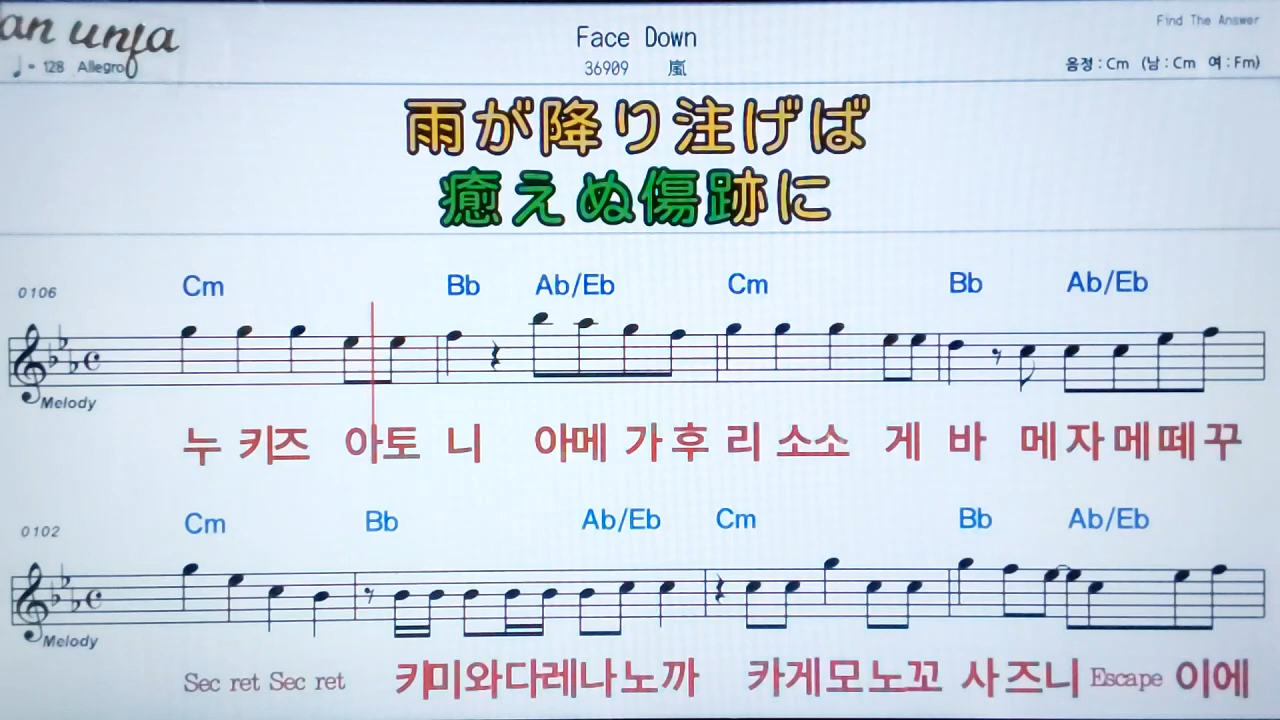 an unja
Find The Answer
Face Down
♩= 128 Allegro
36909 嵐
음정 : Cm (남 : Cm 여 : Fm)
雨が降り注げば
癒えぬ傷跡に
0106 Cm Bb Ab/Eb Cm Bb Ab/Eb
Melody
누 키즈 아토 니 아메 가 후 리 소소 게 바 메 자 메 떼 꾸
0102 Cm Bb Ab/Eb Cm Bb Ab/Eb
Melody
Sec ret Sec ret 키미와다레나노까 카게모노꼬 사즈니 Escape 이에